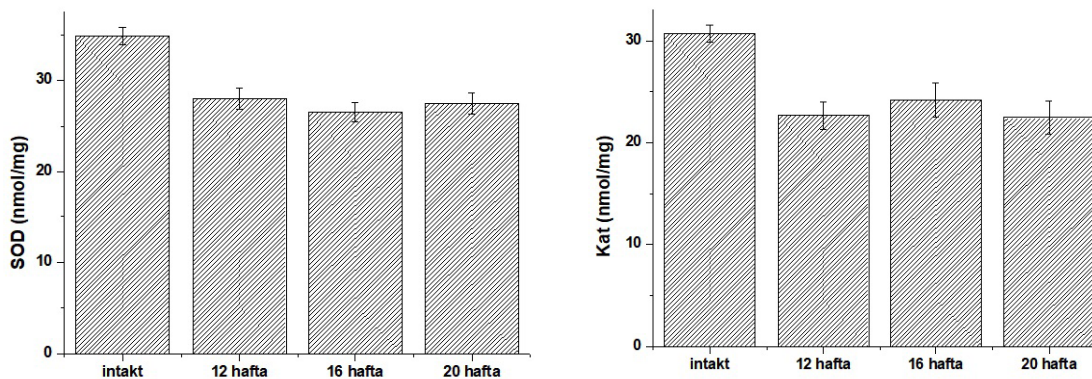 SOD (nmol/mg)
30
20
10
0
intakt
12 hafta
16 hafta
20 hafta
Kat (nmol/mg)
30
20
10
0
intakt
12 hafta
16 hafta
20 hafta